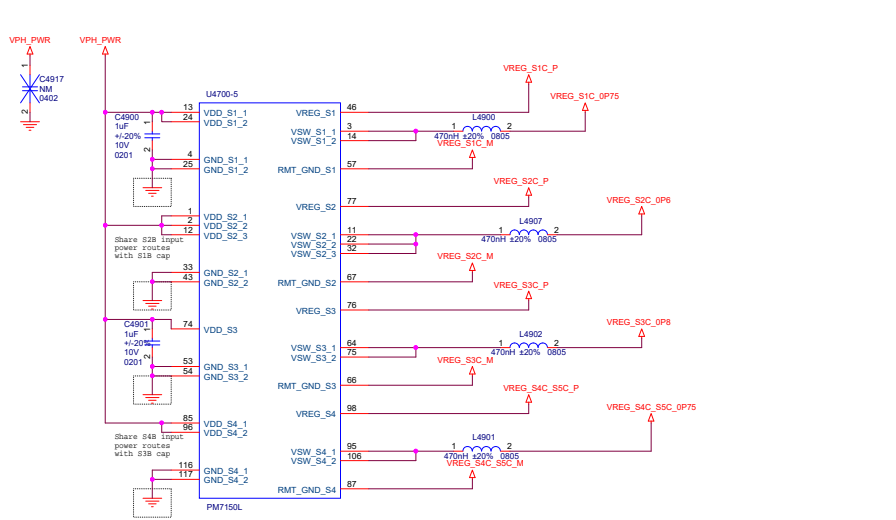 VPH_PWR
VPH_PWR
1
C4917
NM
0402
2
U4700-5
C4900
1uF
+/-20%
10V
0201
1
2
13
24
VDD_S1_1
VDD_S1_2
4
25
GND_S1_1
GND_S1_2
1
2
12
VDD_S2_1
VDD_S2_2
VDD_S2_3
Share S2B input
power routes
with S1B cap
33
43
GND_S2_1
GND_S2_2
C4901
1uF
+/-20%
10V
0201
1
2
74
VDD_S3
53
54
GND_S3_1
GND_S3_2
85
96
VDD_S4_1
VDD_S4_2
Share S4B input
power routes
with S3B cap
116
117
GND_S4_1
GND_S4_2
PM7150L
VREG_S1
46
VREG_S1C_P
VSW_S1_1
VSW_S1_2
3
14
1
L4900
2
470nH ±20% 0805
VREG_S1C_0P75
VREG_S1C_M
RMT_GND_S1
57
VREG_S2
77
VREG_S2C_P
VSW_S2_1
VSW_S2_2
VSW_S2_3
11
22
32
1
L4907
2
470nH ±20% 0805
VREG_S2C_0P6
VREG_S2C_M
RMT_GND_S2
67
VREG_S3
76
VREG_S3C_P
VSW_S3_1
VSW_S3_2
64
75
1
L4902
2
470nH ±20% 0805
VREG_S3C_0P8
VREG_S3C_M
RMT_GND_S3
66
VREG_S4
98
VREG_S4C_S5C_P
VSW_S4_1
VSW_S4_2
95
106
1
L4901
2
470nH ±20% 0805
VREG_S4C_S5C_0P75
VREG_S4C_S5C_M
RMT_GND_S4
87